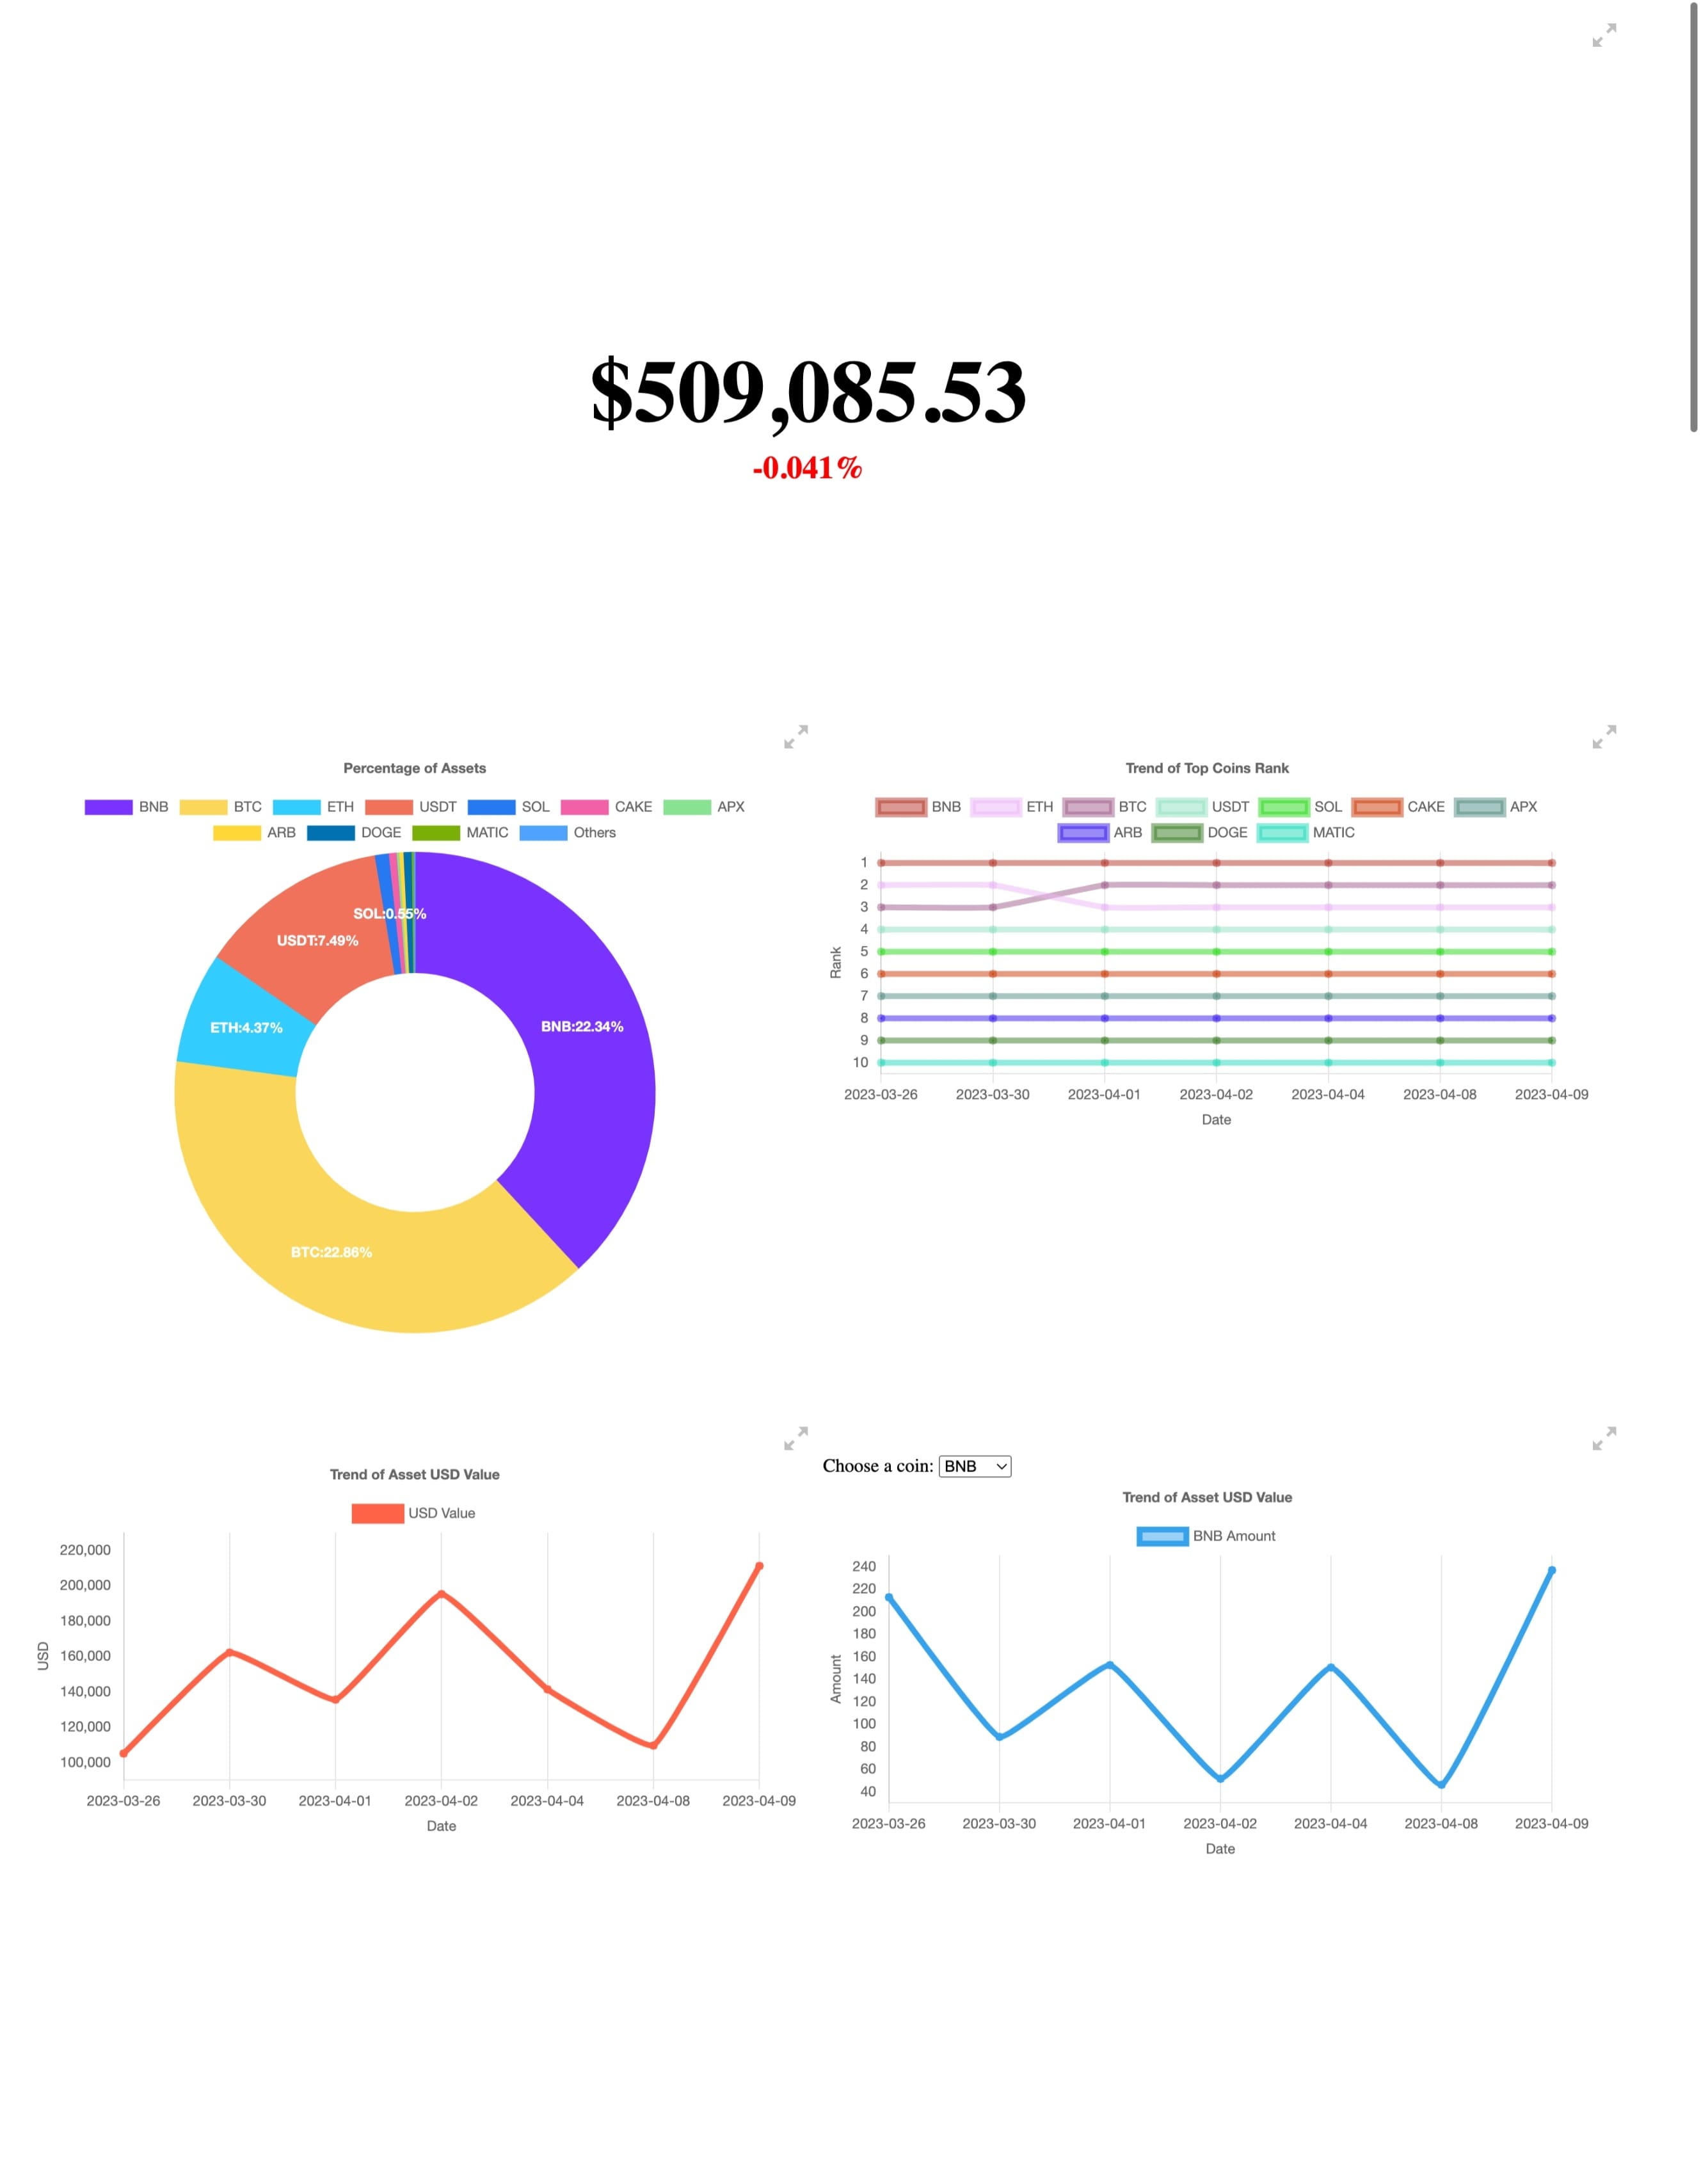 $509,085.53
-0.041%
Percentage of Assets
BNB BTC ETH USDT SOL CAKE APX
ARB DOGE MATIC Others
SOL:0.55%
USDT:7.49%
ETH:4.37%
BNB:22.34%
BTC:22.86%
Trend of Top Coins Rank
BNB ETH BTC USDT SOL CAKE APX
ARB DOGE MATIC
1
2
3
4
5
6
7
8
9
10
Rank
2023-03-26 2023-03-30 2023-04-01 2023-04-02 2023-04-04 2023-04-08 2023-04-09
Date
Trend of Asset USD Value
USD Value
220,000
200,000
180,000
160,000
140,000
120,000
100,000
USD
2023-03-26 2023-03-30 2023-04-01 2023-04-02 2023-04-04 2023-04-08 2023-04-09
Date
Choose a coin: BNB
Trend of Asset USD Value
BNB Amount
240
220
200
180
160
140
120
100
80
60
40
Amount
2023-03-26 2023-03-30 2023-04-01 2023-04-02 2023-04-04 2023-04-08 2023-04-09
Date